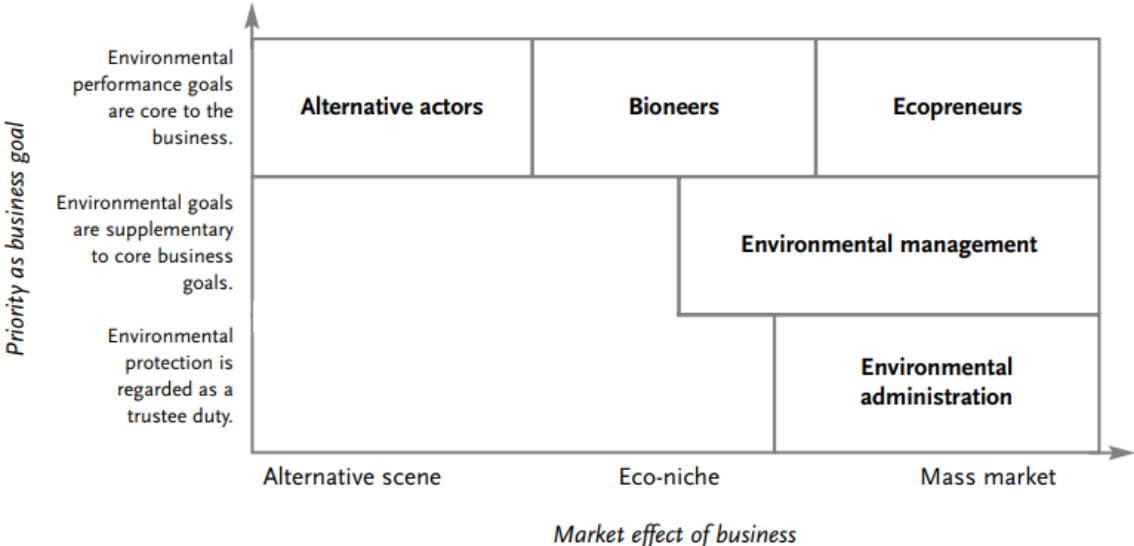 Priority as business goal
Environmental
performance goals
are core to the
business.
Alternative actors
Bioneers
Ecopreneurs
Environmental goals
are supplementary
to core business
goals.
Environmental management
Environmental
protection is
regarded as a
trustee duty.
Environmental
administration
Alternative scene
Eco-niche
Mass market
Market effect of business